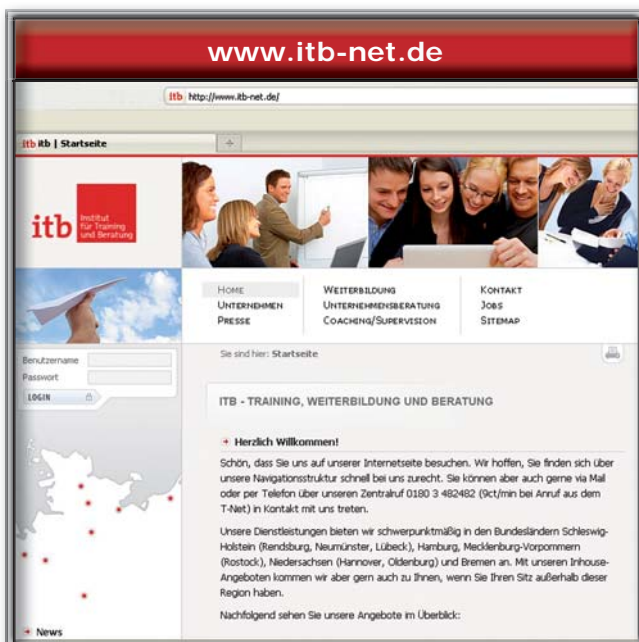 www.itb-net.de
itb http://www.itb-net.de/
itb itb | Startseite
itb Institut
für Training
und Beratung
HOME WEITERBILDUNG KONTAKT
UNTERNEHMEN UNTERNEHMENSBERATUNG JOBS
PRESSE COACHING/SUPERVISION SITEMAP
Sie sind hier: Startseite
Benutzername
Passwort
LOGIN
ITB - TRAINING, WEITERBILDUNG UND BERATUNG
Herzlich Willkommen!
Schön, dass Sie uns auf unserer Internetseite besuchen. Wir hoffen, Sie finden sich über
unsere Navigationsstruktur schnell bei uns zurecht. Sie können aber auch gerne via Mail
oder per Telefon über unseren Zentralruf 0180 3 482482 (9ct/min bei Anruf aus dem
T-Net) in Kontakt mit uns treten.
Unsere Dienstleistungen bieten wir schwerpunktmäßig in den Bundesländern Schleswig-
Holstein (Rendsburg, Neumünster, Lübeck), Hamburg, Mecklenburg-Vorpommern
(Rostock), Niedersachsen (Hannover, Oldenburg) und Bremen an. Mit unseren Inhouse-
Angeboten kommen wir aber gern auch zu Ihnen, wenn Sie Ihren Sitz außerhalb dieser
Region haben.
Nachfolgend sehen Sie unsere Angebote im Überblick:
News